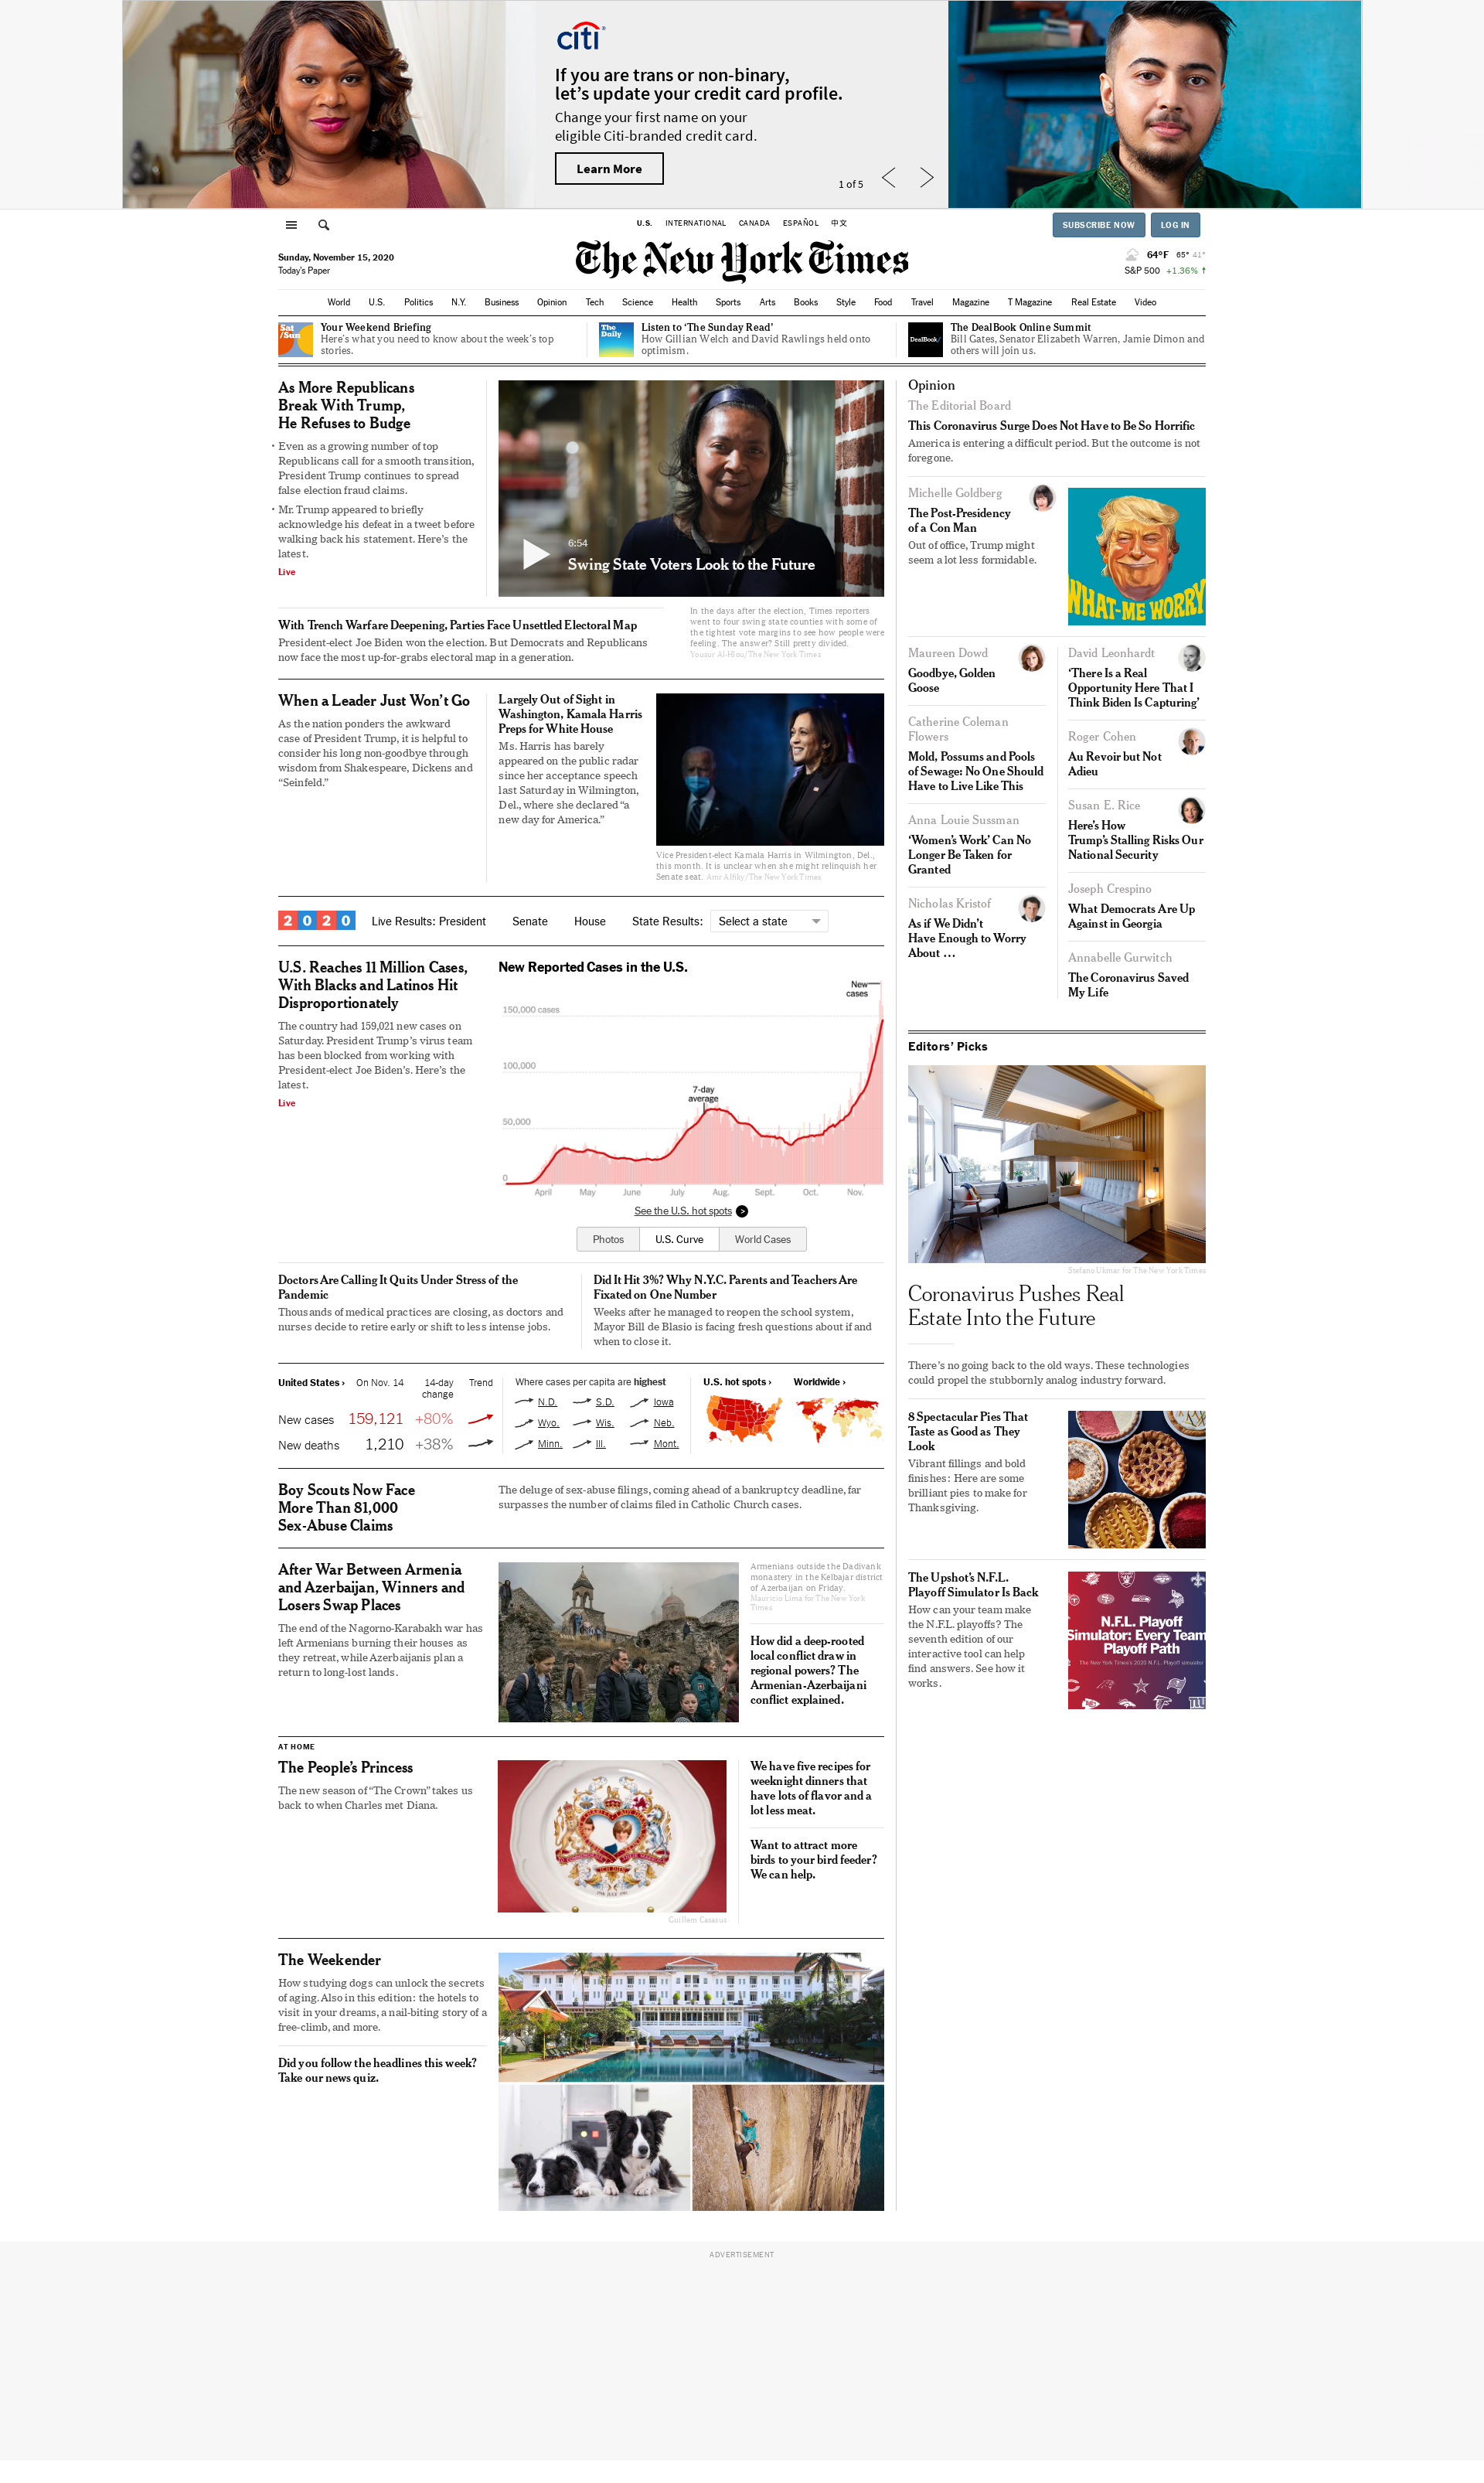 citi
If you are trans or non-binary,
let's update your credit card profile.
Change your first name on your
eligible Citi-branded credit card.
Learn More
1 of 5
U.S. INTERNATIONAL CANADA ESPAÑOL 中文
SUBSCRIBE NOW LOG IN
Sunday, November 15, 2020
Today's Paper
The New York Times
64°F 65° 41°
S&P 500 +1.36% ↑
World U.S. Politics N.Y. Business Opinion Tech Science Health Sports Arts Books Style Food Travel Magazine T Magazine Real Estate Video
Sat/Sun
Your Weekend Briefing
Here's what you need to know about the week's top
stories.
The Daily
Listen to 'The Sunday Read'
How Gillian Welch and David Rawlings held onto
optimism.
DealBook/
The DealBook Online Summit
Bill Gates, Senator Elizabeth Warren, Jamie Dimon and
others will join us.
As More Republicans
Break With Trump,
He Refuses to Budge
• Even as a growing number of top
Republicans call for a smooth transition,
President Trump continues to spread
false election fraud claims.
• Mr. Trump appeared to briefly
acknowledge his defeat in a tweet before
walking back his statement. Here's the
latest.
Live
6:54
Swing State Voters Look to the Future
With Trench Warfare Deepening, Parties Face Unsettled Electoral Map
President-elect Joe Biden won the election. But Democrats and Republicans
now face the most up-for-grabs electoral map in a generation.
In the days after the election, Times reporters
went to four swing state counties with some of
the tightest vote margins to see how people were
feeling. The answer? Still pretty divided.
Yousur Al-Hlou/The New York Times
When a Leader Just Won't Go
As the nation ponders the awkward
case of President Trump, it is helpful to
consider his long non-goodbye through
wisdom from Shakespeare, Dickens and
"Seinfeld."
Largely Out of Sight in
Washington, Kamala Harris
Preps for White House
Ms. Harris has barely
appeared on the public radar
since her acceptance speech
last Saturday in Wilmington,
Del., where she declared "a
new day for America."
Vice President-elect Kamala Harris in Wilmington, Del.,
this month. It is unclear when she might relinquish her
Senate seat. Amr Alfiky/The New York Times
2020 Live Results: President Senate House State Results: Select a state
U.S. Reaches 11 Million Cases,
With Blacks and Latinos Hit
Disproportionately
The country had 159,021 new cases on
Saturday. President Trump's virus team
has been blocked from working with
President-elect Joe Biden's. Here's the
latest.
Live
New Reported Cases in the U.S.
New
cases
150,000 cases
100,000
7-day
average
50,000
0
April May June July Aug. Sept. Oct. Nov.
See the U.S. hot spots >
Photos U.S. Curve World Cases
Doctors Are Calling It Quits Under Stress of the
Pandemic
Thousands of medical practices are closing, as doctors and
nurses decide to retire early or shift to less intense jobs.
Did It Hit 3%? Why N.Y.C. Parents and Teachers Are
Fixated on One Number
Weeks after he managed to reopen the school system,
Mayor Bill de Blasio is facing fresh questions about if and
when to close it.
United States › On Nov. 14 14-day
change Trend
New cases 159,121 +80%
New deaths 1,210 +38%
Where cases per capita are highest
N.D. S.D. Iowa
Wyo. Wis. Neb.
Minn. Ill. Mont.
U.S. hot spots › Worldwide ›
Boy Scouts Now Face
More Than 81,000
Sex-Abuse Claims
The deluge of sex-abuse filings, coming ahead of a bankruptcy deadline, far
surpasses the number of claims filed in Catholic Church cases.
After War Between Armenia
and Azerbaijan, Winners and
Losers Swap Places
The end of the Nagorno-Karabakh war has
left Armenians burning their houses as
they retreat, while Azerbaijanis plan a
return to long-lost lands.
Armenians outside the Dadivank
monastery in the Kelbajar district
of Azerbaijan on Friday.
Mauricio Lima for The New York
Times
How did a deep-rooted
local conflict draw in
regional powers? The
Armenian-Azerbaijani
conflict explained.
AT HOME
The People's Princess
The new season of "The Crown" takes us
back to when Charles met Diana.
Guillem Casasus
We have five recipes for
weeknight dinners that
have lots of flavor and a
lot less meat.
Want to attract more
birds to your bird feeder?
We can help.
The Weekender
How studying dogs can unlock the secrets
of aging. Also in this edition: the hotels to
visit in your dreams, a nail-biting story of a
free-climb, and more.
Did you follow the headlines this week?
Take our news quiz.
Opinion
The Editorial Board
This Coronavirus Surge Does Not Have to Be So Horrific
America is entering a difficult period. But the outcome is not
foregone.
Michelle Goldberg
The Post-Presidency
of a Con Man
Out of office, Trump might
seem a lot less formidable.
WHAT-ME WORRY
Maureen Dowd
Goodbye, Golden
Goose
Catherine Coleman
Flowers
Mold, Possums and Pools
of Sewage: No One Should
Have to Live Like This
Anna Louie Sussman
'Women's Work' Can No
Longer Be Taken for
Granted
Nicholas Kristof
As if We Didn't
Have Enough to Worry
About …
David Leonhardt
'There Is a Real
Opportunity Here That I
Think Biden Is Capturing'
Roger Cohen
Au Revoir but Not
Adieu
Susan E. Rice
Here's How
Trump's Stalling Risks Our
National Security
Joseph Crespino
What Democrats Are Up
Against in Georgia
Annabelle Gurwitch
The Coronavirus Saved
My Life
Editors' Picks
Stefano Ukmar for The New York Times
Coronavirus Pushes Real
Estate Into the Future
There's no going back to the old ways. These technologies
could propel the stubbornly analog industry forward.
8 Spectacular Pies That
Taste as Good as They
Look
Vibrant fillings and bold
finishes: Here are some
brilliant pies to make for
Thanksgiving.
The Upshot's N.F.L.
Playoff Simulator Is Back
How can your team make
the N.F.L. playoffs? The
seventh edition of our
interactive tool can help
find answers. See how it
works.
N.F.L. Playoff
Simulator: Every Team
Playoff Path
The New York Times's 2020 N.F.L. Playoff simulator
ADVERTISEMENT